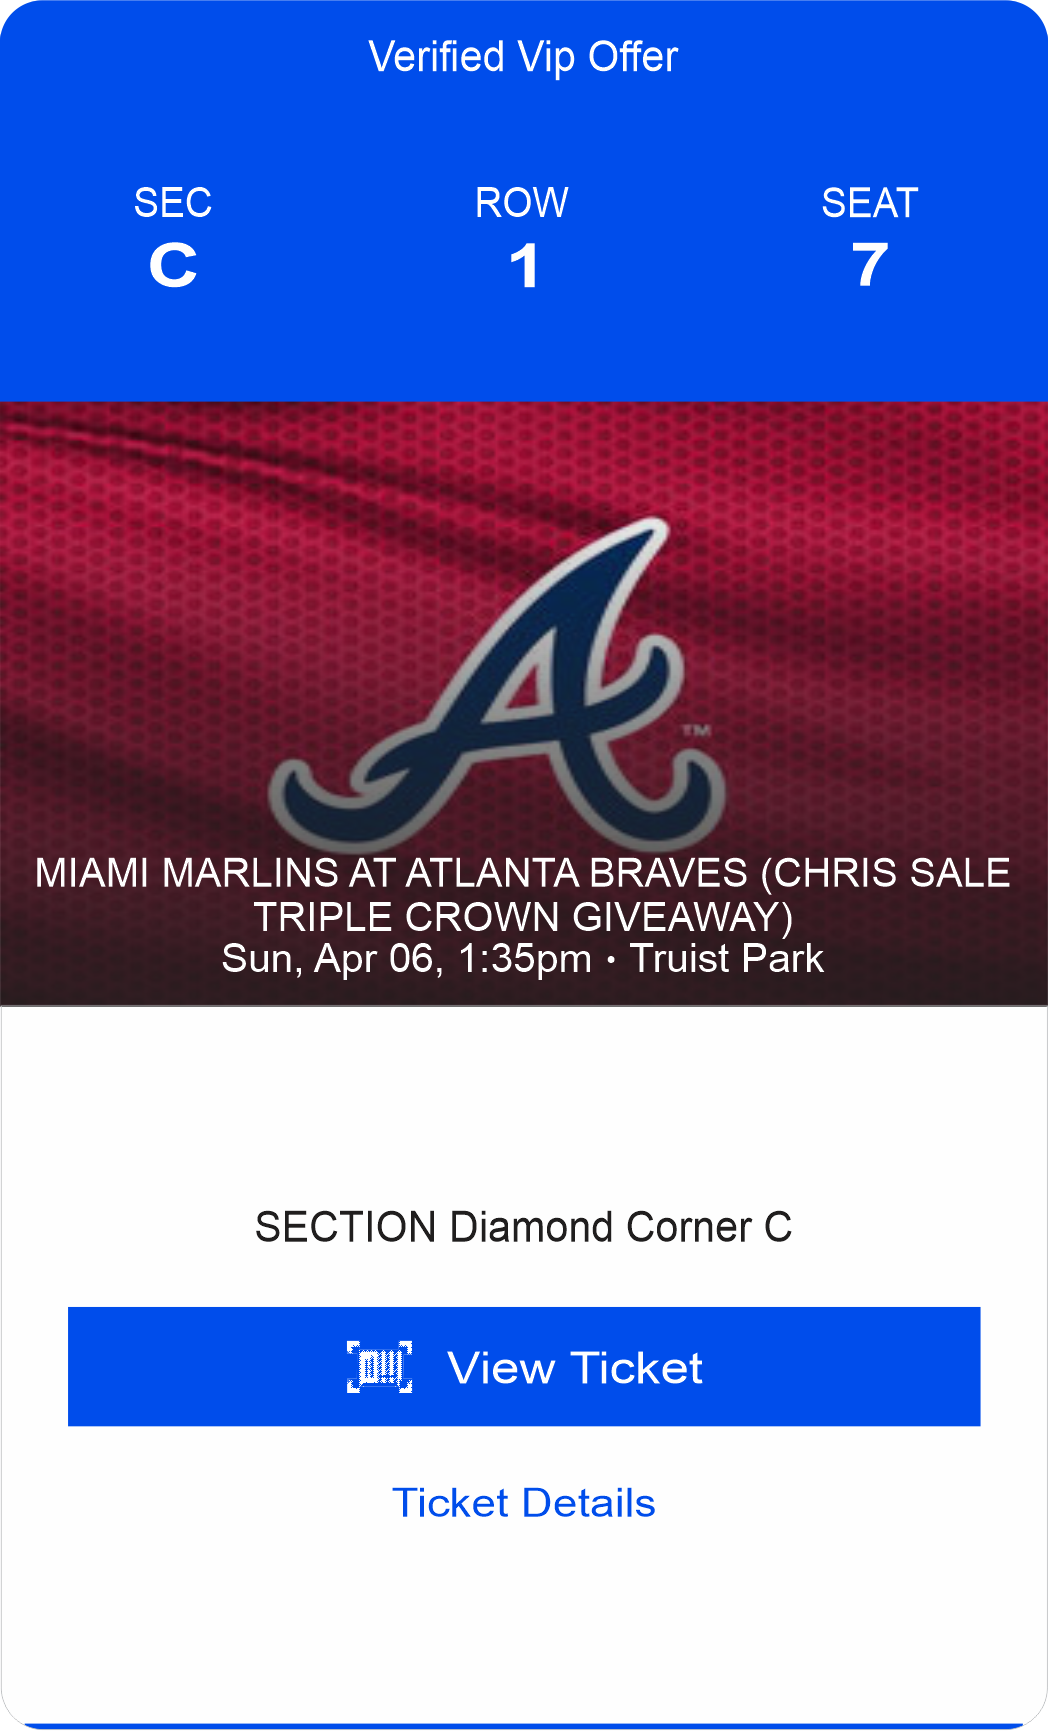 Verified Vip Offer
SEC ROW SEAT
C 1 7
A
TM
MIAMI MARLINS AT ATLANTA BRAVES (CHRIS SALE
TRIPLE CROWN GIVEAWAY)
Sun, Apr 06, 1:35pm • Truist Park
SECTION Diamond Corner C
View Ticket
Ticket Details